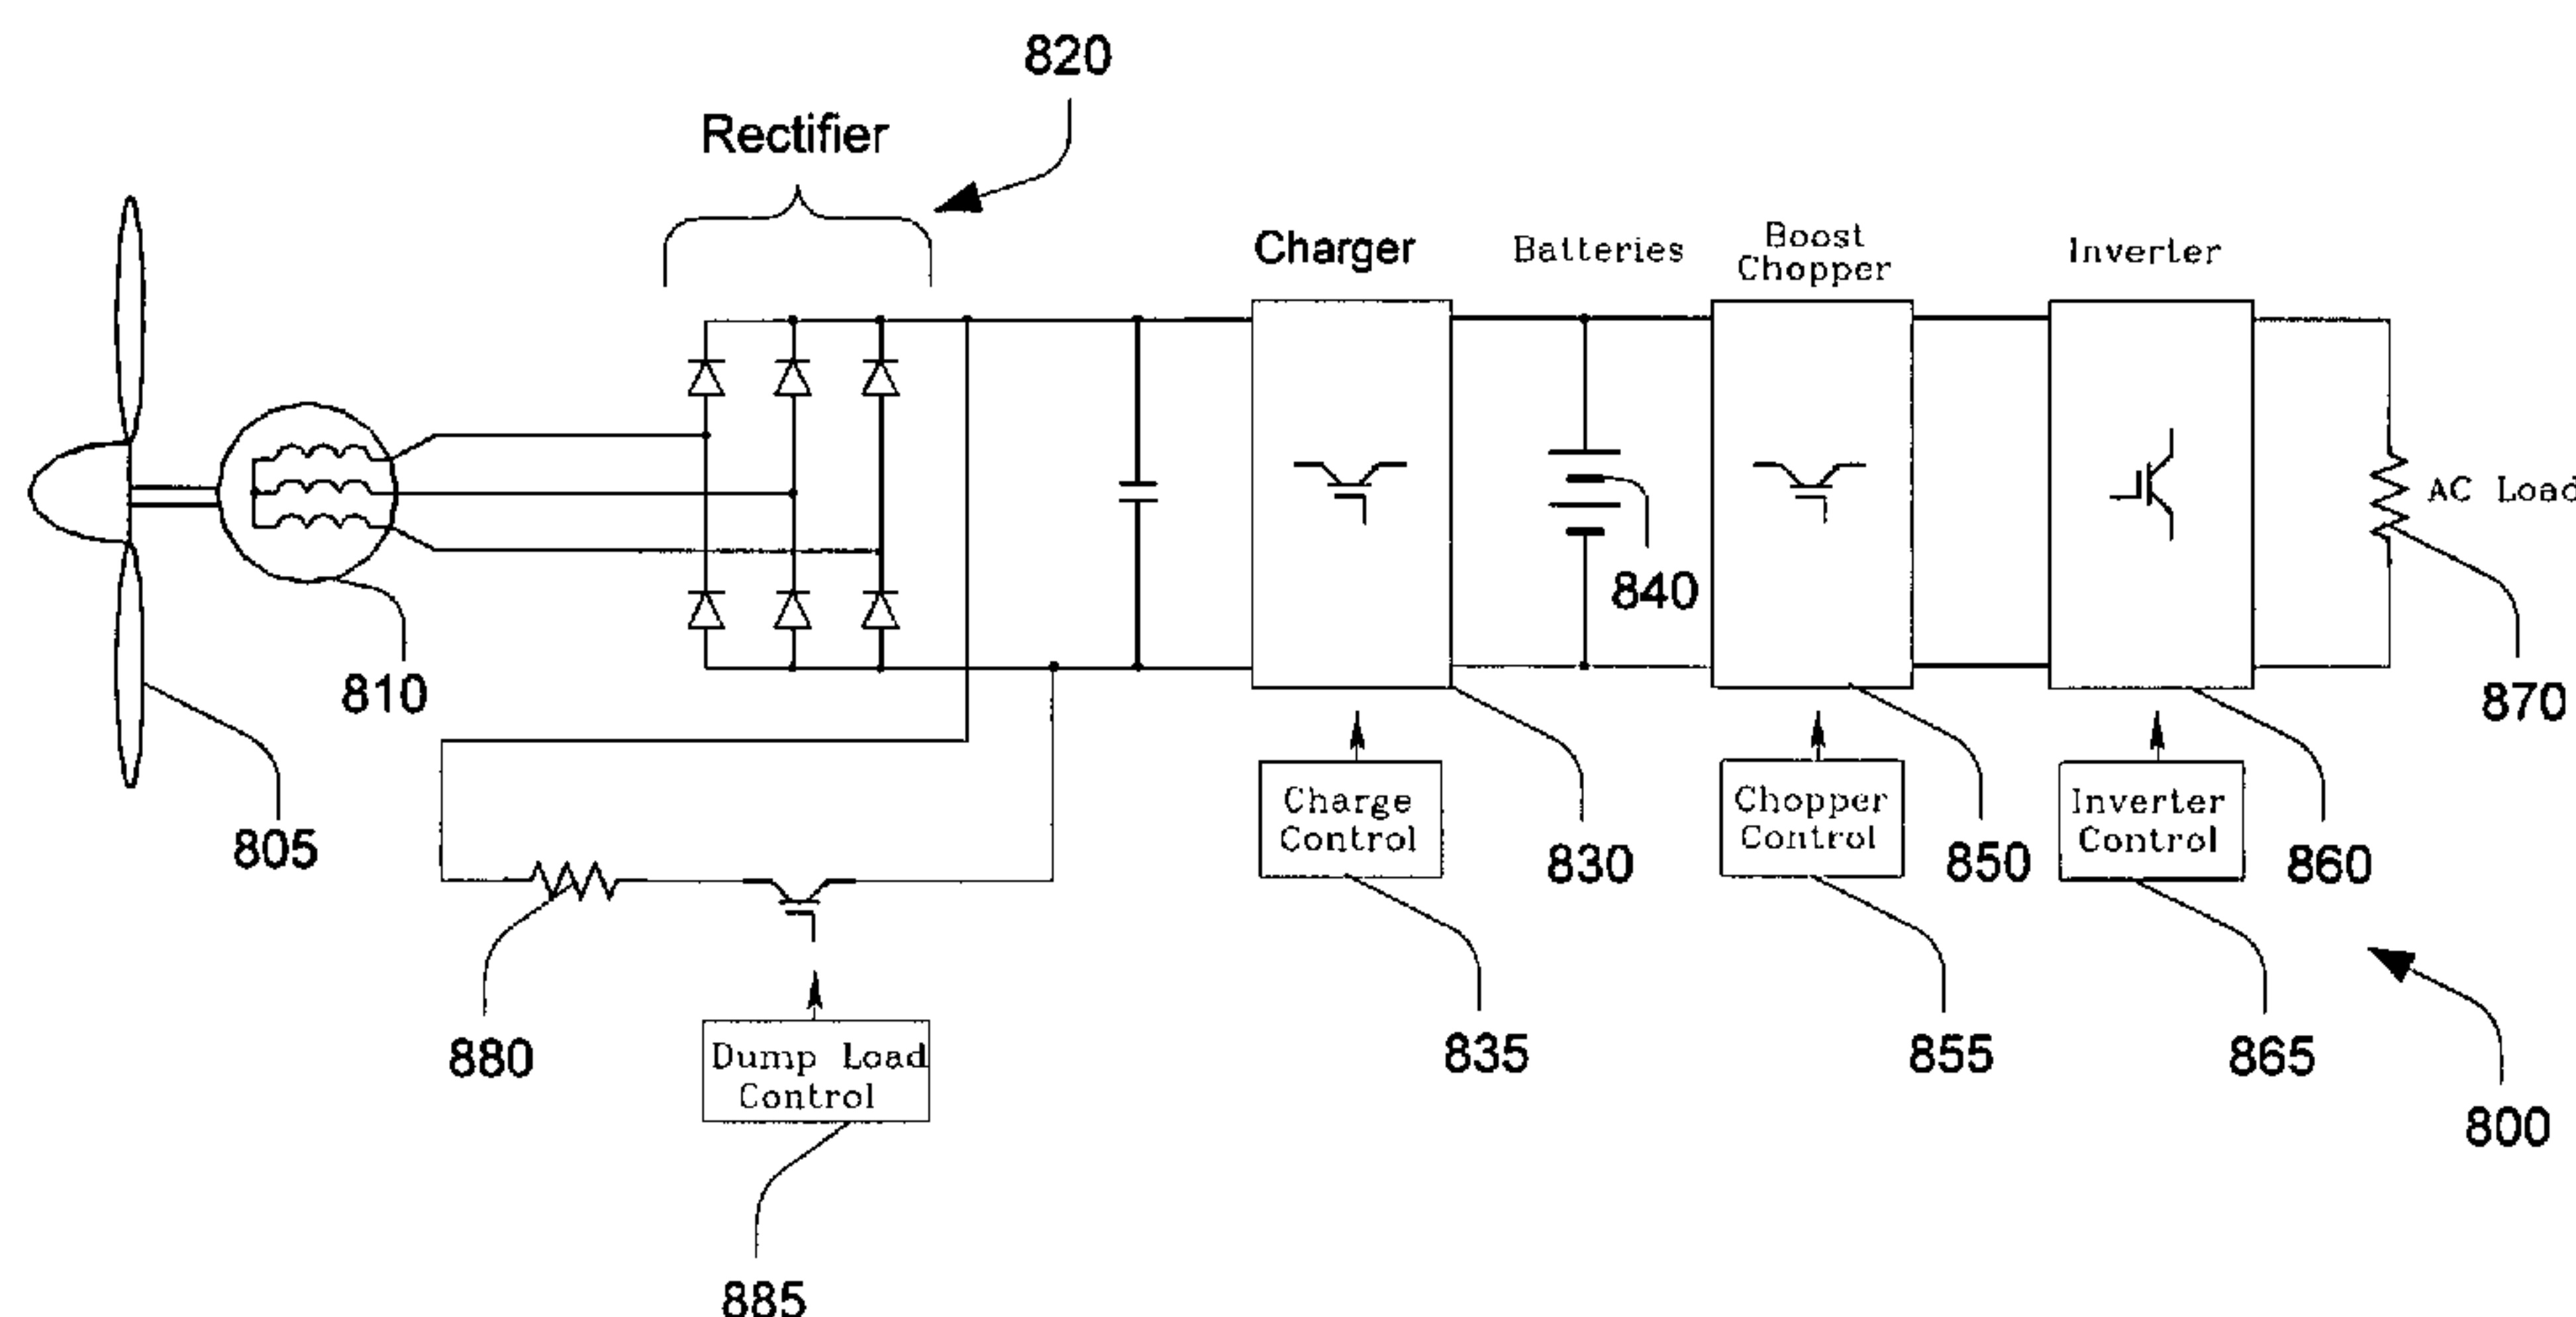 820
Rectifier
Charger
Batteries
Boost
Chopper
Inverter
AC Load
840
810
870
805
Charge
Control
830
Chopper
Control
850
Inverter
Control
860
880
Dump Load
Control
835
855
865
800
885